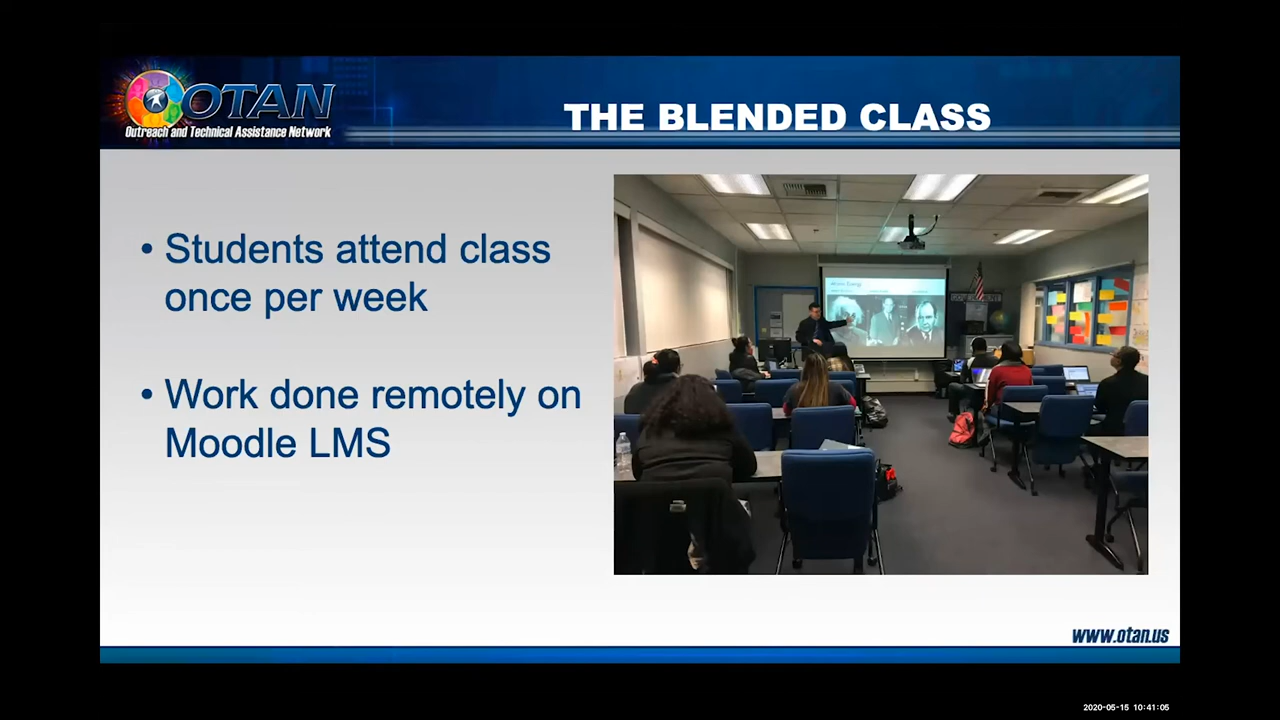 OTAN
Outreach and Technical Assistance Network
THE BLENDED CLASS
• Students attend class
once per week
• Work done remotely on
Moodle LMS
www.otan.us
2020-05-15 10:41:05